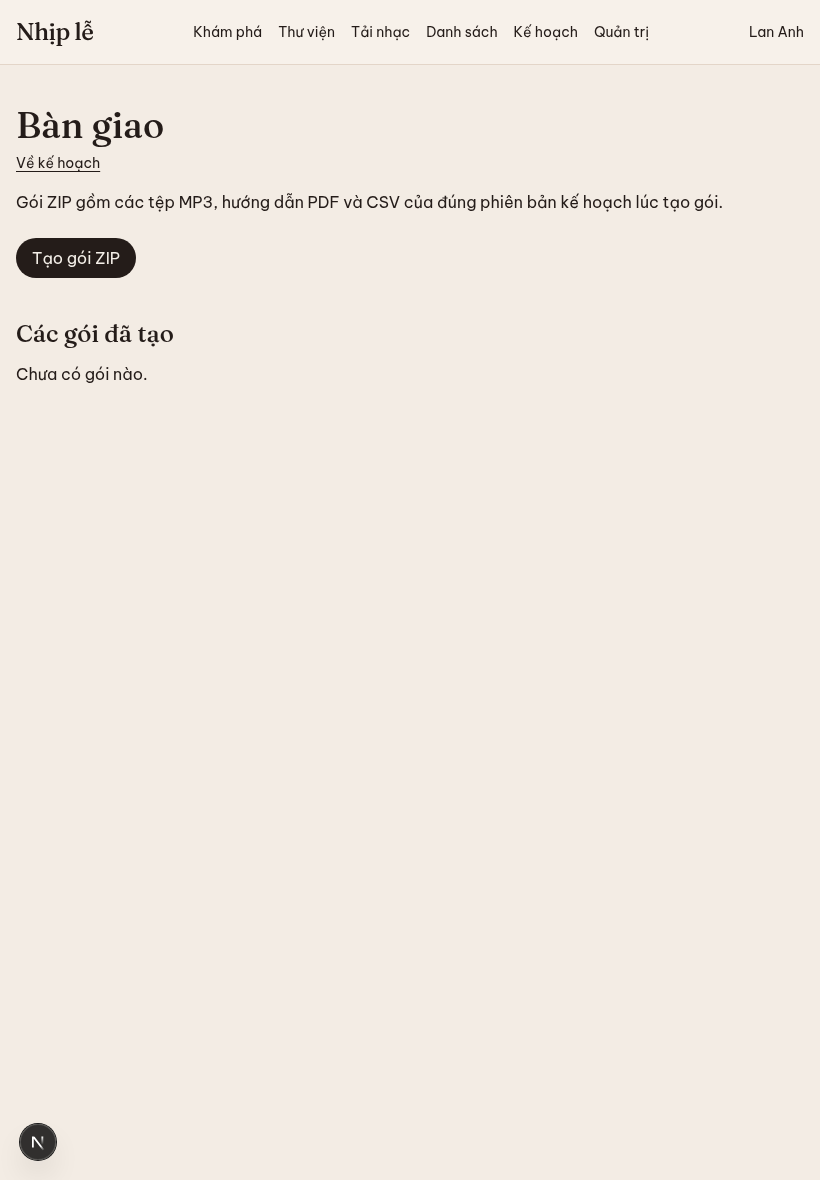 Nhịp lễ
Khám phá Thư viện Tải nhạc Danh sách Kế hoạch Quản trị
Lan Anh
Bàn giao
Về kế hoạch
Gói ZIP gồm các tệp MP3, hướng dẫn PDF và CSV của đúng phiên bản kế hoạch lúc tạo gói.
Tạo gói ZIP
Các gói đã tạo
Chưa có gói nào.
N